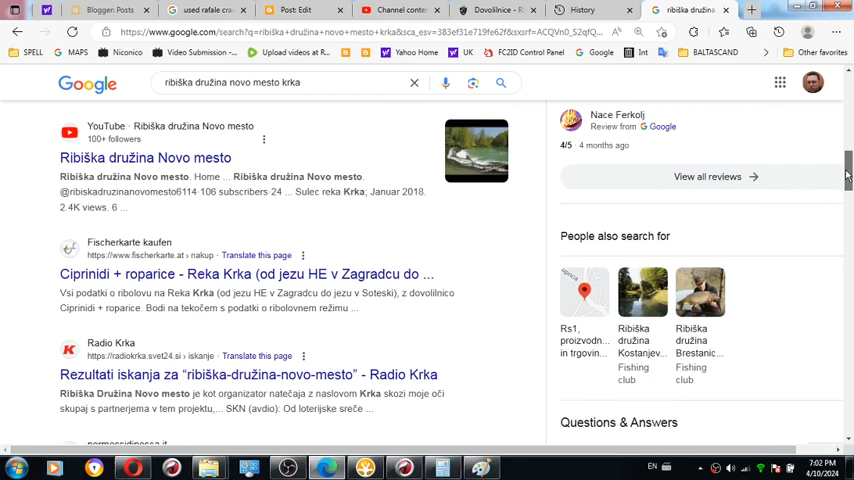 Blogger: Posts
used rafale cra
Post: Edit
Channel conten
Dovolilnice - R
History
ribiška družina
https://www.google.com/search?q=ribiška+družina+novo+mesto+krka&sca_esv=383ef31e719fe62f&sxsrf=ACQVn0_S2qfQ...
SPELL
MAPS
Niconico
Video Submission -...
Upload videos at R...
Yahoo Home
UK
FC2ID Control Panel
Google
Int
BALTASCAND
Other favorites
Google
ribiška družina novo mesto krka
YouTube · Ribiška družina Novo mesto
100+ followers
Ribiška družina Novo mesto
Ribiška družina Novo mesto. Home ... Ribiška družina Novo mesto.
@ribiskadruzinanovomesto6114·106 subscribers·24 ... Sulec reka Krka; Januar 2018.
2.4K views. 6 ...
Fischerkarte kaufen
https://www.fischerkarte.at › nakup · Translate this page
Ciprinidi + roparice - Reka Krka (od jezu HE v Zagradcu do ...
Vsi podatki o ribolovu na Reka Krka (od jezu HE v Zagradcu do jezu v Soteski), z dovolilnico
Ciprinidi + roparice. Bodi na tekočem s podatki o ribolovnem režimu ...
Radio Krka
https://radiokrka.svet24.si › iskanje · Translate this page
Rezultati iskanja za “ribiška-družina-novo-mesto” - Radio Krka
Ribiška Družina Novo mesto je kot organizator natečaja z naslovom Krka skozi moje oči
skupaj s partnerjema v tem projektu,... SKN (avdio): Od loterijske sreče ...
Nace Ferkolj
Review from Google
4/5 · 4 months ago
View all reviews
People also search for
Rs1,
proizvodn...
in trgovin...
Ribiška
družina
Kostanjev...
Fishing
club
Ribiška
družina
Brestanic...
Fishing
club
Questions & Answers
EN
7:02 PM
4/10/2024